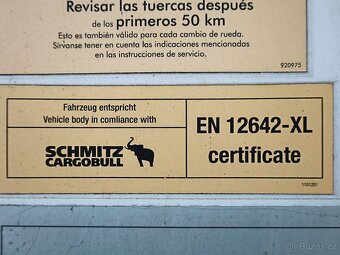 Revisar las tuercas después
de los primeros 50 km
Esto es también válido para cada cambio de rueda.
Sírvanse tener en cuenta las indicaciones mencionadas
en las instrucciones de servicio.
920975
Fahrzeug entspricht
Vehicle body in comliance with
SCHMITZ
CARGOBULL
EN 12642-XL
certificate
1101251